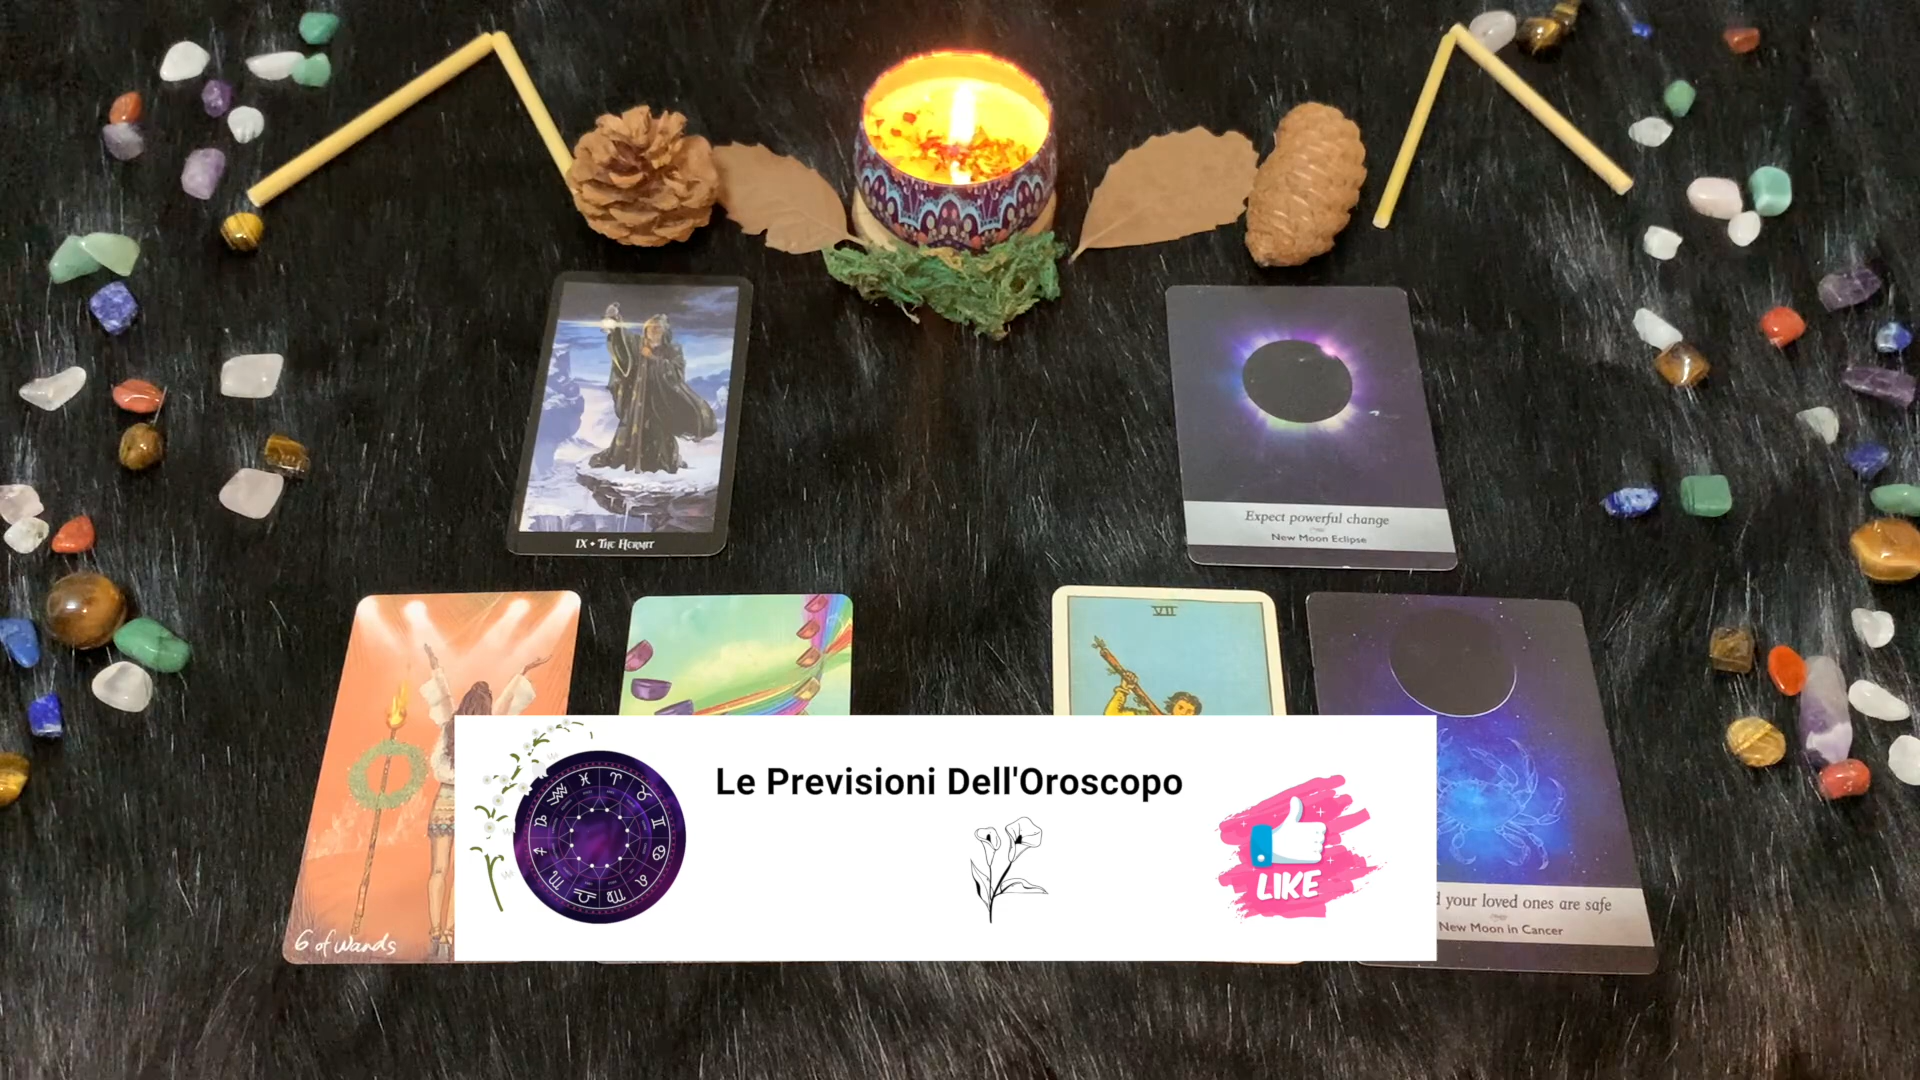 IX • THE HERMIT
Expect powerful change
New Moon Eclipse
VII
Le Previsioni Dell'Oroscopo
LIKE
your loved ones are safe
New Moon in Cancer
6 of Wands